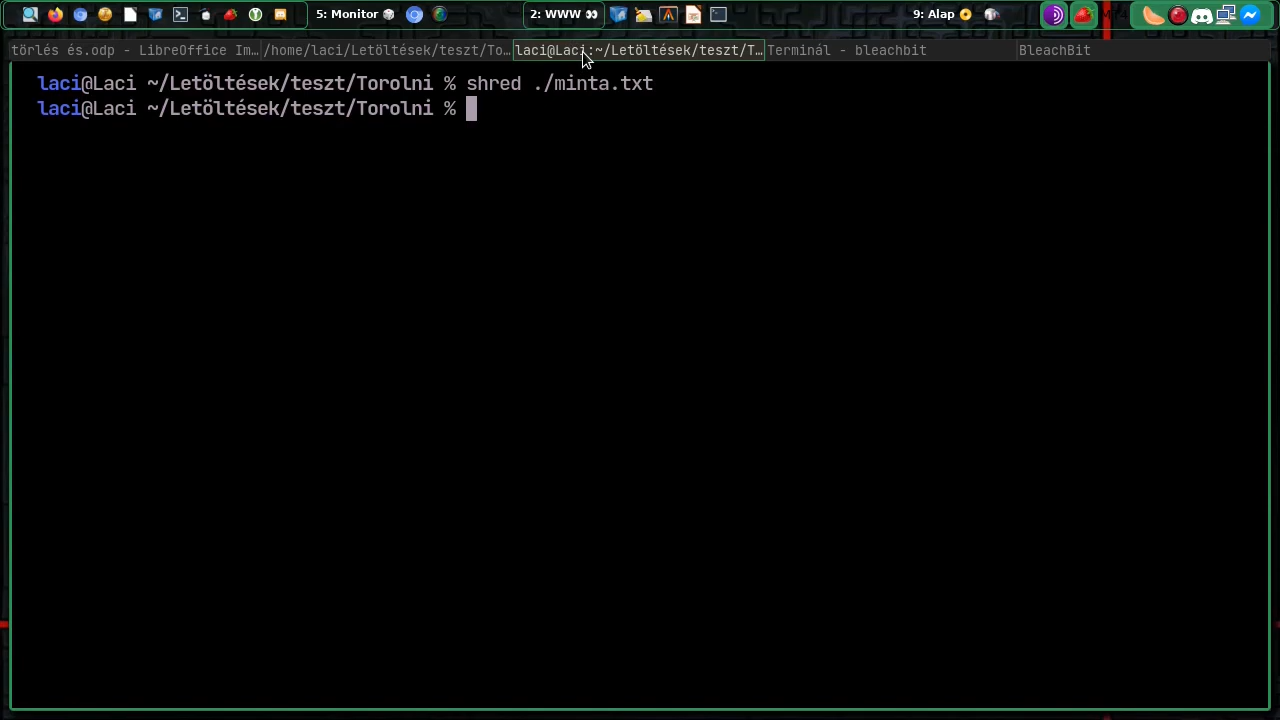 5: Monitor
2: WWW
9: Alap
törlés és.odp - LibreOffice Im…
/home/laci/Letöltések/teszt/To…
laci@Laci:~/Letöltések/teszt/T…
Terminál - bleachbit
BleachBit
laci@Laci ~/Letöltések/teszt/Torolni % shred ./minta.txt
laci@Laci ~/Letöltések/teszt/Torolni %